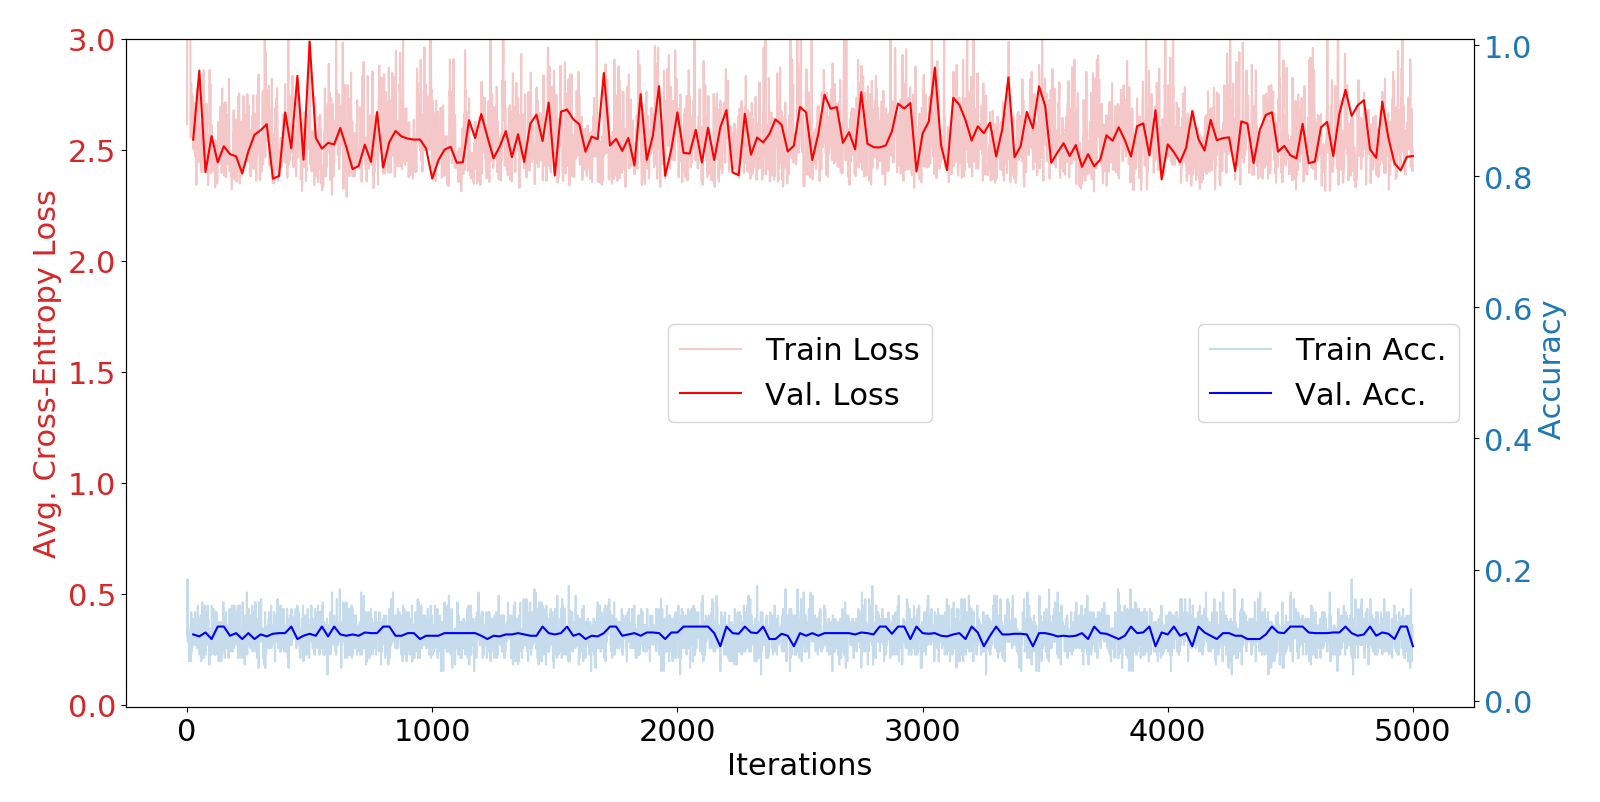 3.0
2.5
2.0
1.5
1.0
0.5
0.0
Avg. Cross-Entropy Loss
Train Loss
Val. Loss
Train Acc.
Val. Acc.
1.0
0.8
0.6
0.4
0.2
0.0
Accuracy
0 1000 2000 3000 4000 5000
Iterations